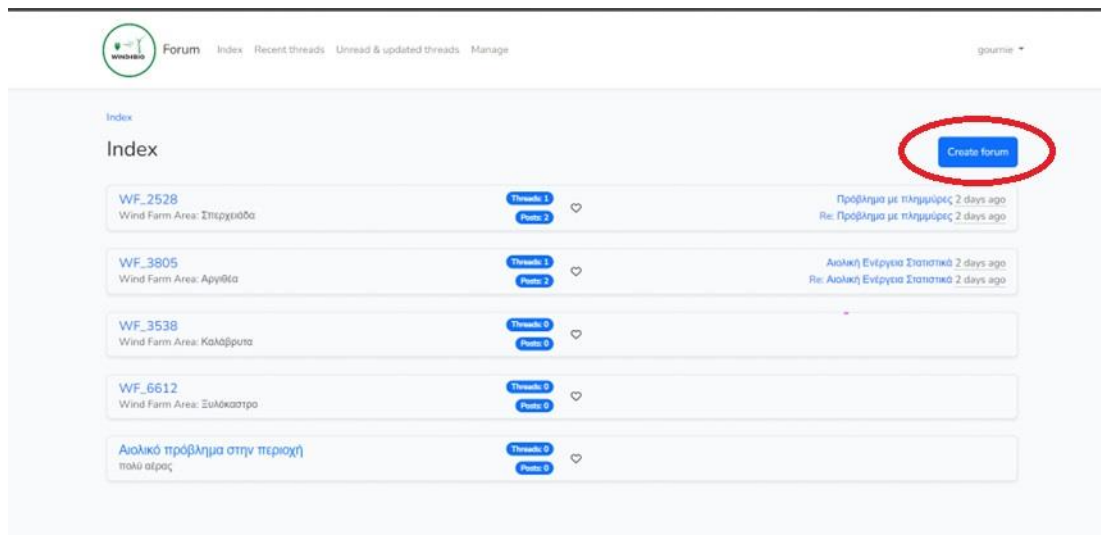 WIND4BIO
Forum Index Recent threads Unread & updated threads Manage
gournie
Index
Index
Create forum
WF_2528
Wind Farm Area: Σπερχειάδα
Threads: 1
Posts: 2
Πρόβλημα με πλημμύρες 2 days ago
Re: Πρόβλημα με πλημμύρες 2 days ago
WF_3805
Wind Farm Area: Αργιθέα
Threads: 1
Posts: 2
Αιολική Ενέργεια Στατιστικά 2 days ago
Re: Αιολική Ενέργεια Στατιστικά 2 days ago
WF_3538
Wind Farm Area: Καλάβρυτα
Threads: 0
Posts: 0
WF_6612
Wind Farm Area: Ξυλόκαστρο
Threads: 0
Posts: 0
Αιολικό πρόβλημα στην περιοχή
πολύ αέρας
Threads: 0
Posts: 0